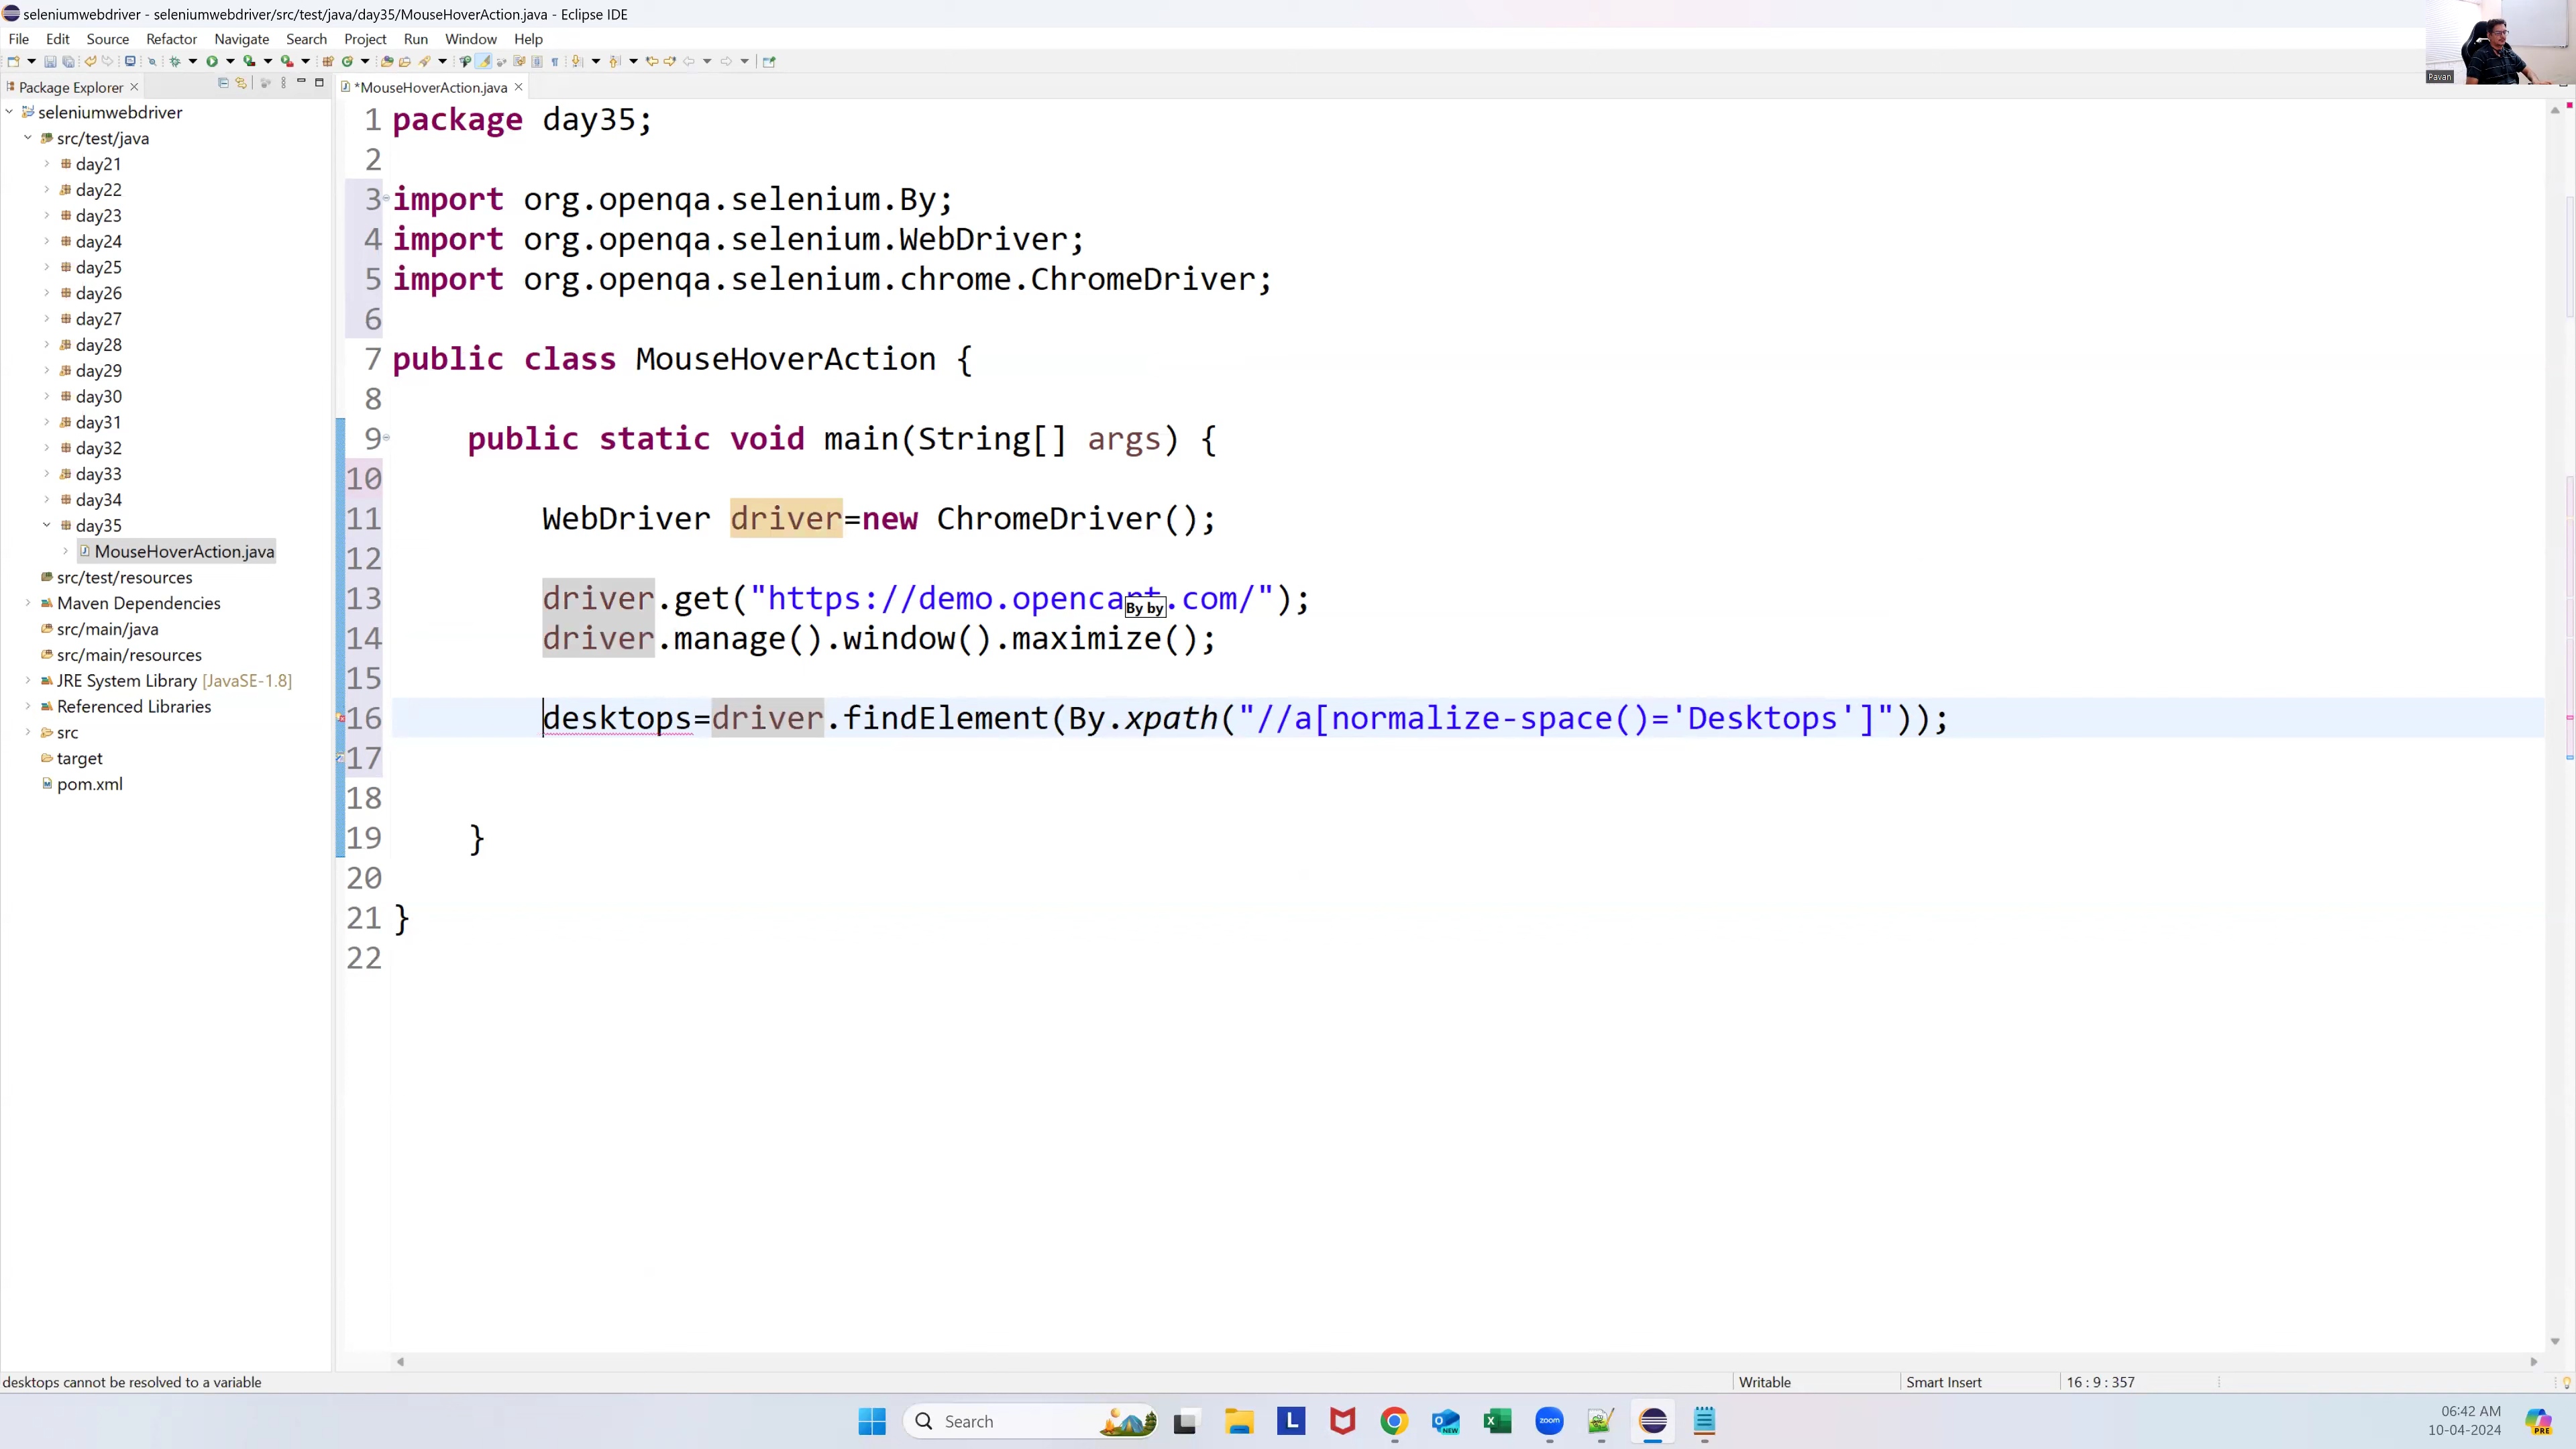 seleniumwebdriver - seleniumwebdriver/src/test/java/day35/MouseHoverAction.java - Eclipse IDE
File Edit Source Refactor Navigate Search Project Run Window Help
Pavan
Package Explorer
*MouseHoverAction.java
seleniumwebdriver
src/test/java
day21
day22
day23
day24
day25
day26
day27
day28
day29
day30
day31
day32
day33
day34
day35
MouseHoverAction.java
src/test/resources
Maven Dependencies
src/main/java
src/main/resources
JRE System Library [JavaSE-1.8]
Referenced Libraries
src
target
pom.xml
1 package day35;
2
3 import org.openqa.selenium.By;
4 import org.openqa.selenium.WebDriver;
5 import org.openqa.selenium.chrome.ChromeDriver;
6
7 public class MouseHoverAction {
8
9 public static void main(String[] args) {
10
11 WebDriver driver=new ChromeDriver();
12
13 driver.get("https://demo.opencart.com/");
By by
14 driver.manage().window().maximize();
15
16 desktops=driver.findElement(By.xpath("//a[normalize-space()='Desktops']"));
17
18
19 }
20
21 }
22
desktops cannot be resolved to a variable
Writable
Smart Insert
16 : 9 : 357
Search
L
NEW
zoom
06:42 AM
10-04-2024
PRE